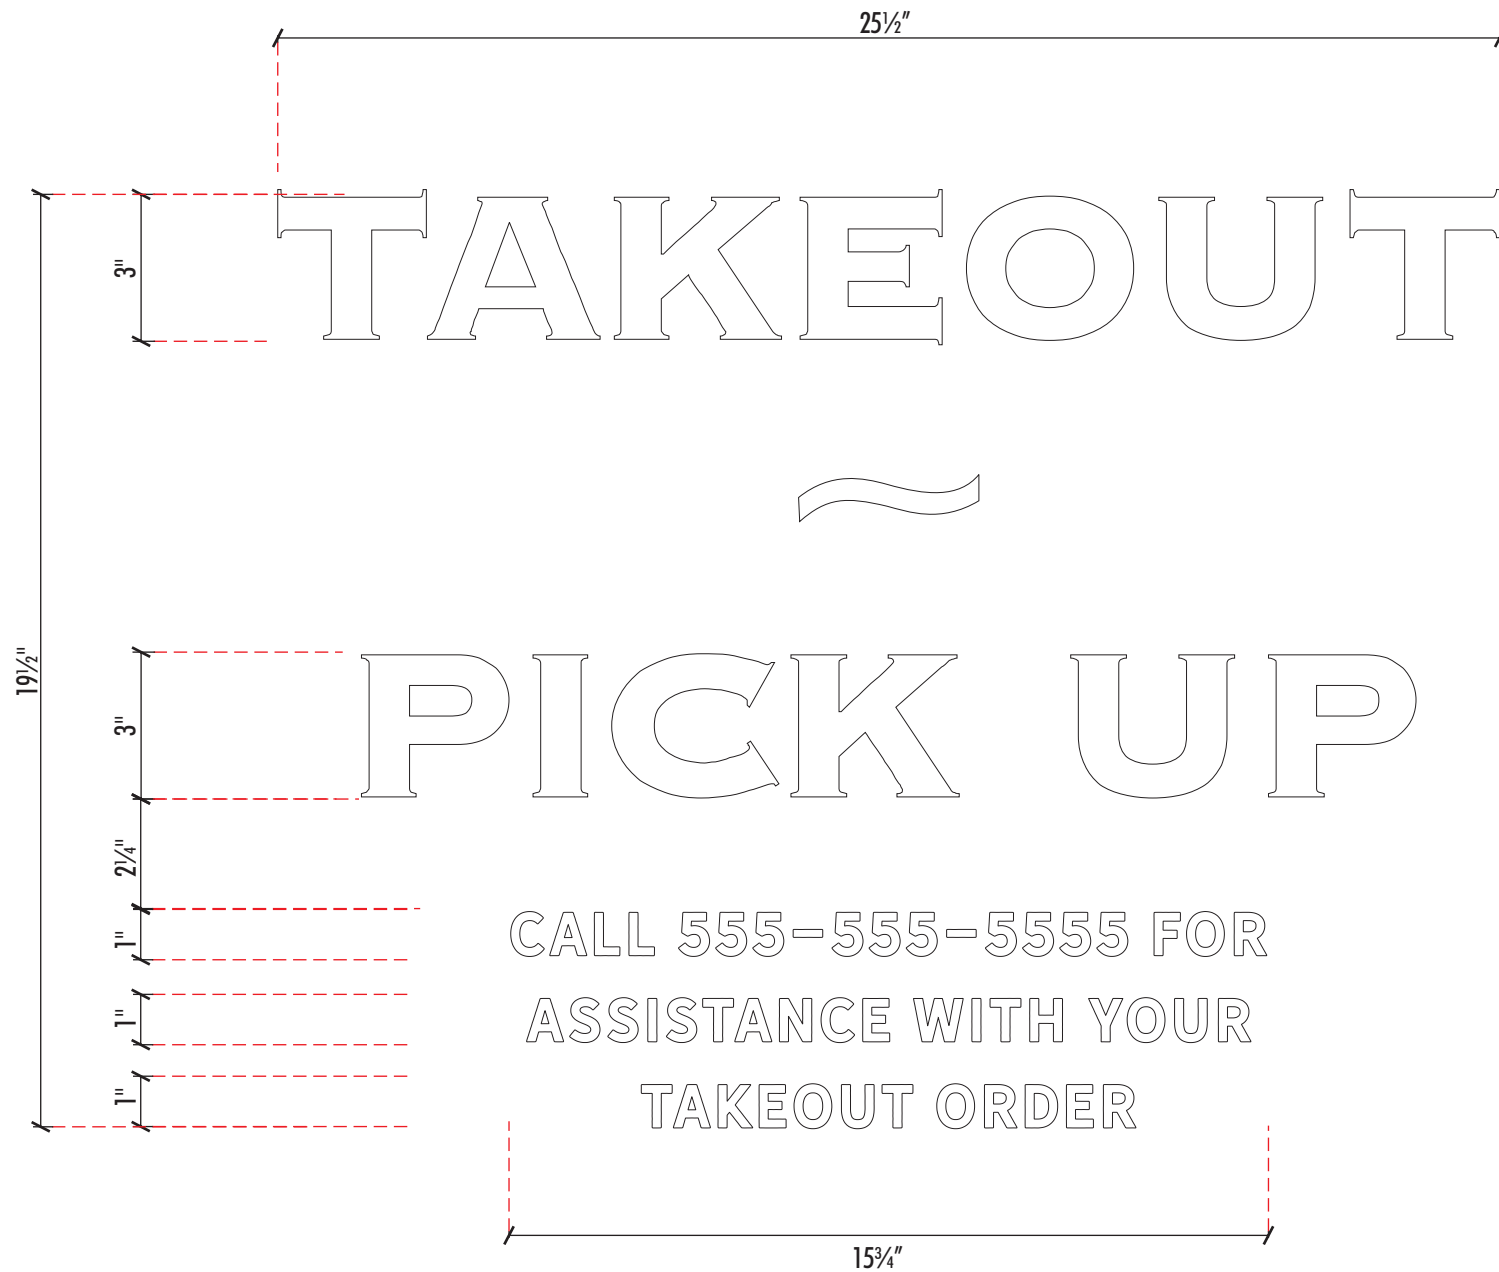 25½"
TAKEOUT
3"
~
19½"
PICK UP
3"
2¼"
CALL 555-555-5555 FOR
1"
ASSISTANCE WITH YOUR
1"
TAKEOUT ORDER
1"
15¾"